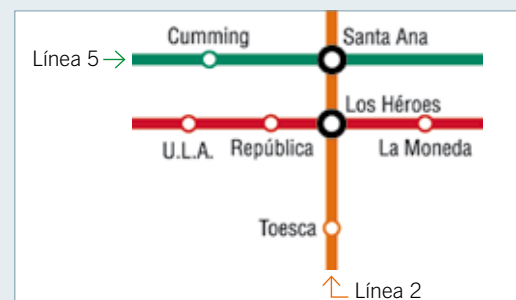 Cumming
Santa Ana
Línea 5
Los Héroes
U.L.A.
República
La Moneda
Toesca
Línea 2